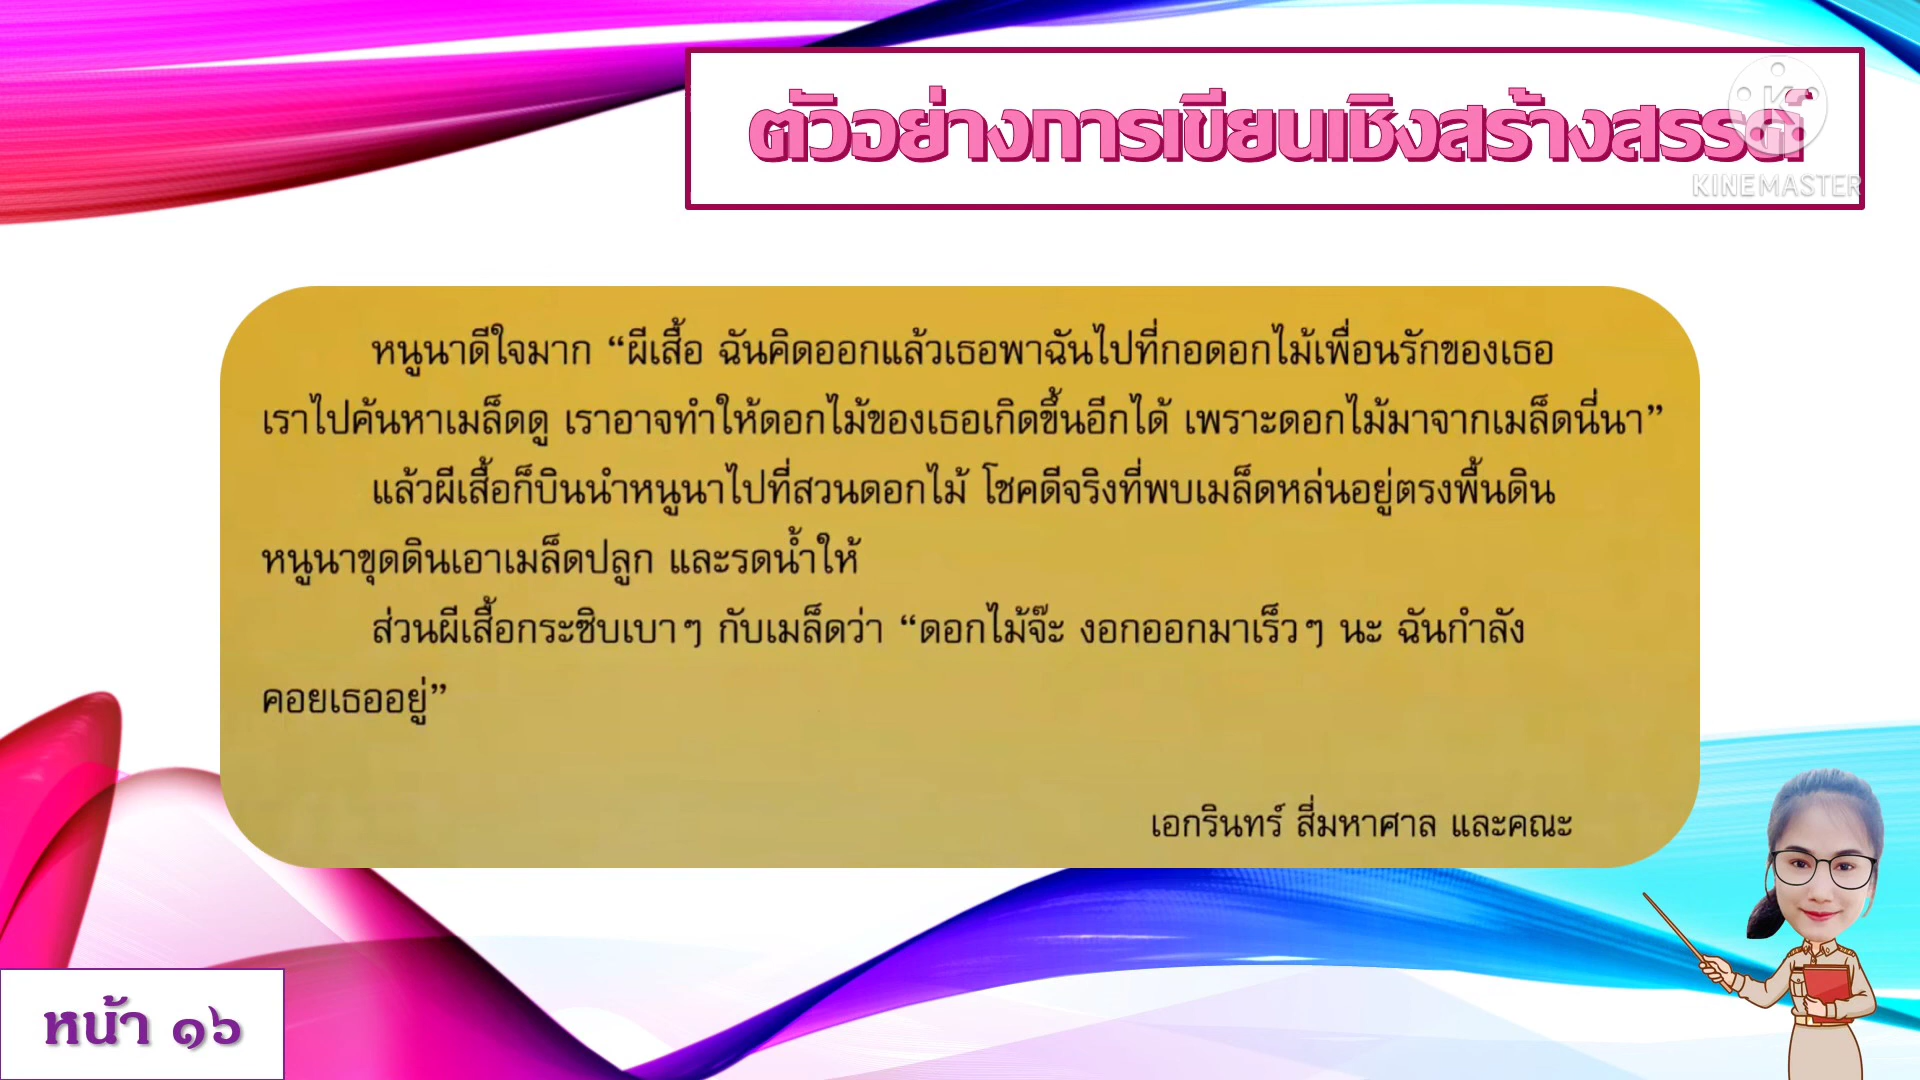 ตัวอย่างการเขียนเชิงสร้างสรรค์
KINEMASTER
หนูนาดีใจมาก “ผีเสื้อ ฉันคิดออกแล้วเธอพาฉันไปที่กอดอกไม้เพื่อนรักของเธอ
เราไปค้นหาเมล็ดดู เราอาจทำให้ดอกไม้ของเธอเกิดขึ้นอีกได้ เพราะดอกไม้มาจากเมล็ดนี่นา”
แล้วผีเสื้อก็บินนำหนูนาไปที่สวนดอกไม้ โชคดีจริงที่พบเมล็ดหล่นอยู่ตรงพื้นดิน
หนูนาขุดดินเอาเมล็ดปลูก และรดน้ำให้
ส่วนผีเสื้อกระซิบเบาๆ กับเมล็ดว่า “ดอกไม้จ๊ะ งอกออกมาเร็วๆ นะ ฉันกำลัง
คอยเธออยู่”
เอกรินทร์ สี่มหาศาล และคณะ
หน้า ๑๖